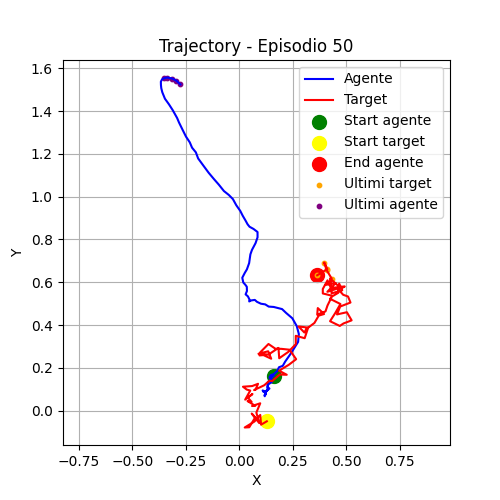 Trajectory - Episodio 50
Agente
Target
Start agente
Start target
End agente
Ultimi target
Ultimi agente
Y
1.6
1.4
1.2
1.0
0.8
0.6
0.4
0.2
0.0
−0.75 −0.50 −0.25 0.00 0.25 0.50 0.75
X